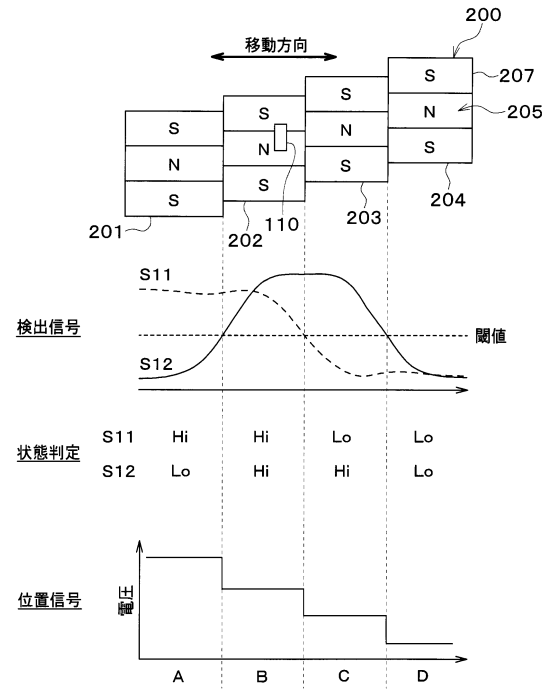 移動方向
200
S
207
S
N
205
S
S
N
S
N
N
S
S
S
S
201
202
110
203
204
S11
検出信号
閾値
S12
状態判定
S11 Hi Hi Lo Lo
S12 Lo Hi Hi Lo
位置信号
電圧
A B C D